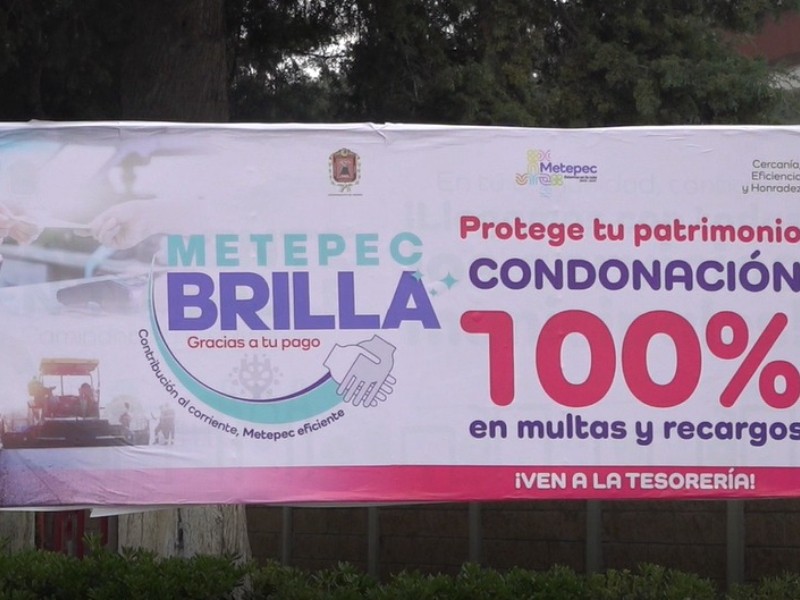 Metepec
Cercanía,
Eficiencia
y Honradez
METEPEC
BRILLA
Gracias a tu pago
Contribución al corriente, Metepec eficiente
Protege tu patrimonio
CONDONACIÓN
100%
en multas y recargos
¡VEN A LA TESORERÍA!